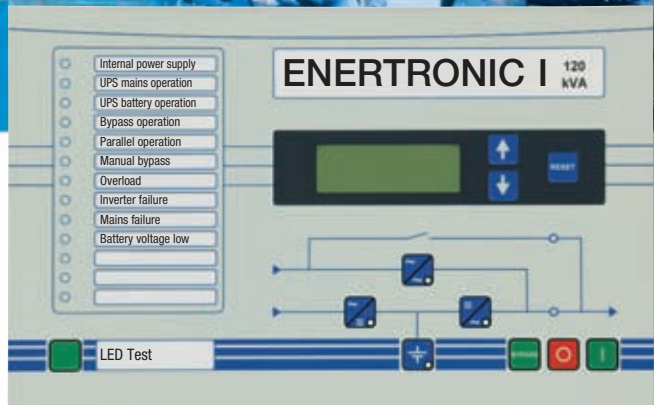 Internal power supply
UPS mains operation
UPS battery operation
Bypass operation
Parallel operation
Manual bypass
Overload
Inverter failure
Mains failure
Battery voltage low
LED Test
ENERTRONIC I 120 kVA
RESET
BYPASS